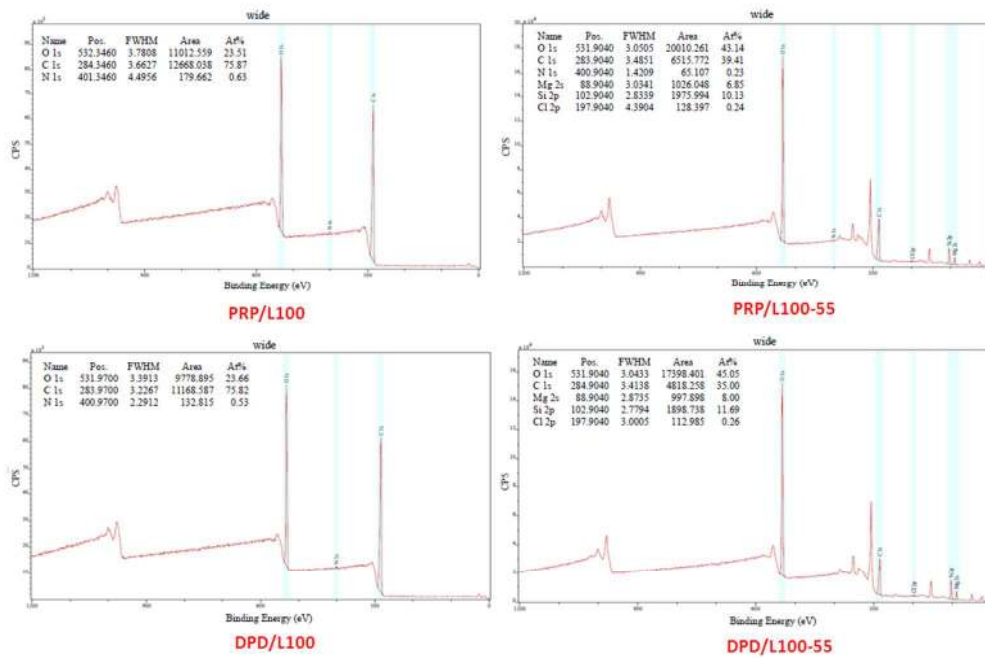 wide
Name Pos. FWHM Area At%
O 1s 532.3460 3.7808 11012.559 23.51
C 1s 284.3460 3.6627 12668.038 75.87
N 1s 401.3460 4.4956 179.662 0.63
CPS
Binding Energy (eV)
PRP/L100
wide
Name Pos. FWHM Area At%
O 1s 531.9040 3.0505 20010.261 43.14
C 1s 283.9040 3.4851 6515.772 39.41
N 1s 400.9040 1.4209 65.107 0.23
Mg 2s 88.9040 3.0341 1026.048 6.85
Si 2p 102.9040 2.8339 1975.994 10.13
Cl 2p 197.9040 4.3904 128.397 0.24
CPS
Binding Energy (eV)
PRP/L100-55
wide
Name Pos. FWHM Area At%
O 1s 531.9700 3.3913 9778.895 23.66
C 1s 283.9700 3.2267 11168.587 75.82
N 1s 400.9700 2.2912 132.815 0.53
CPS
Binding Energy (eV)
DPD/L100
wide
Name Pos. FWHM Area At%
O 1s 531.9040 3.0433 17398.401 45.05
C 1s 284.9040 3.4138 4818.258 35.00
Mg 2s 88.9040 2.8735 997.898 8.00
Si 2p 102.9040 2.7794 1898.738 11.69
Cl 2p 197.9040 3.0005 112.985 0.26
CPS
Binding Energy (eV)
DPD/L100-55